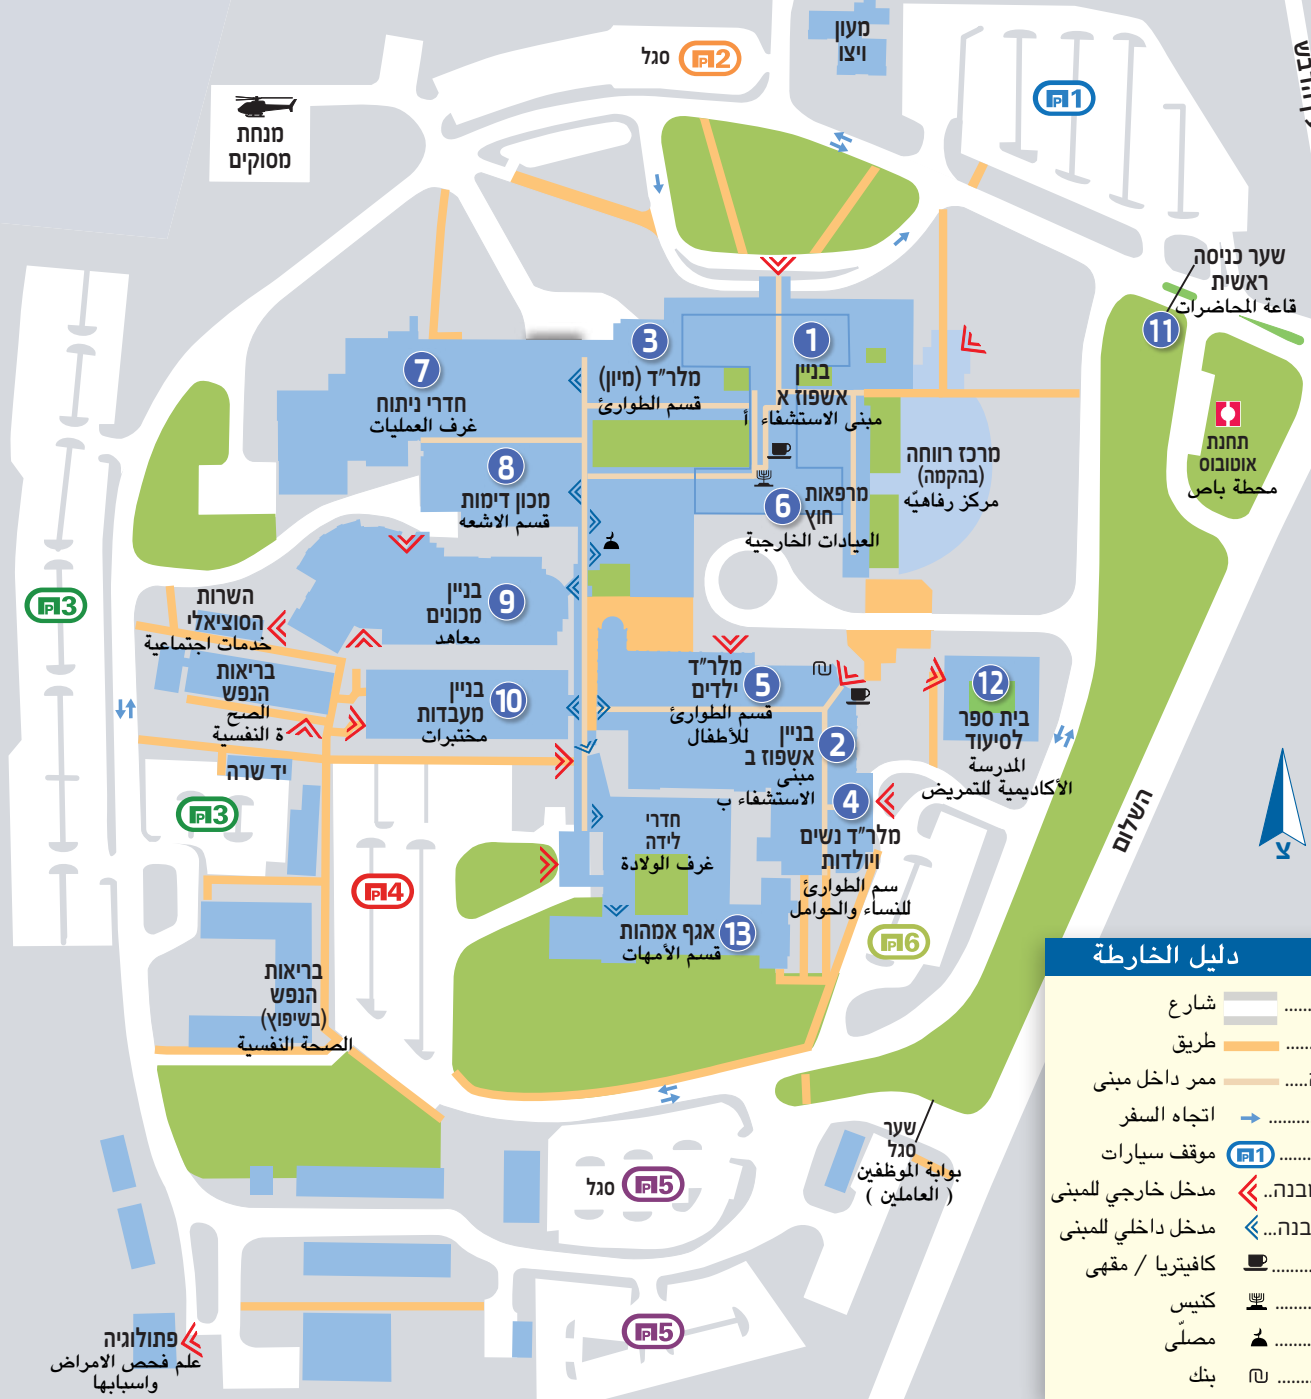 מעון
ויצו
P2 סגל
P1
מנחת
מסוקים
שער כניסה
ראשית
قاعة المحاضرات
11
3
מלר"ד (מיון)
قسم الطوارئ
1
בניין
אשפוז א
مبنى الاستشفاء أ
7
חדרי ניתוח
غرف العمليات
8
מכון דימות
قسم الاشعه
תחנת
אוטובוס
محطة باص
מרכז רווחה
(בהקמה)
مركز رفاهيّه
6 מרפאות
חוץ
العيادات الخارجية
P3
השרות
הסוציאלי
خدمات اجتماعية
9
בניין
מכונים
معاهد
בריאות
הנפש
الصح
ة النفسية
10
בניין
מעבדות
مختبرات
5
מלר"ד
ילדים
قسم الطوارئ
للأطفال
12
בית ספר
לסיעוד
المدرسة
الأكاديمية للتمريض
2
בניין
אשפוז ב
مبنى
الاستشفاء ب
יד שרה
P3
4
מלר"ד נשים
ויולדות
سم الطوارئ
للنساء والحوامل
חדרי
לידה
غرف الولادة
השלום
צ
P4
P6
13 אגף אמהות
قسم الأمهات
בריאות
הנפש
(בשיפוץ)
الصحة النفسية
שער
סגל
بوابة الموظفين
( العاملين )
P5 סגל
P5
פתולוגיה
علم فحص الامراض
واسبابها
دليل الخارطة
شارع
طريق
ممر داخل مبنى
اتجاه السفر
موقف سيارات P1
مدخل خارجي للمبنى
مدخل داخلي للمبنى
كافيتريا / مقهى
كنيس
مصلّى
بنك